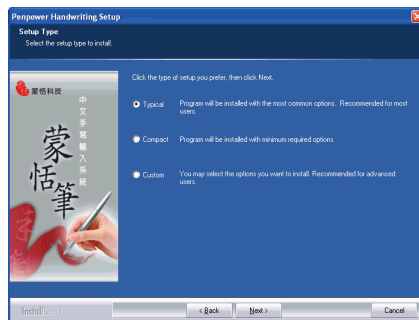 Penpower Handwriting Setup
Setup Type
Select the setup type to install.
Click the type of setup you prefer, then click Next.
蒙恬科技
中文手寫輸入系統
蒙恬筆
Typical
Program will be installed with the most common options. Recommended for most
users.
Compact
Program will be installed with minimum required options.
Custom
You may select the options you want to install. Recommended for advanced
users.
InstallShield
< Back
Next >
Cancel